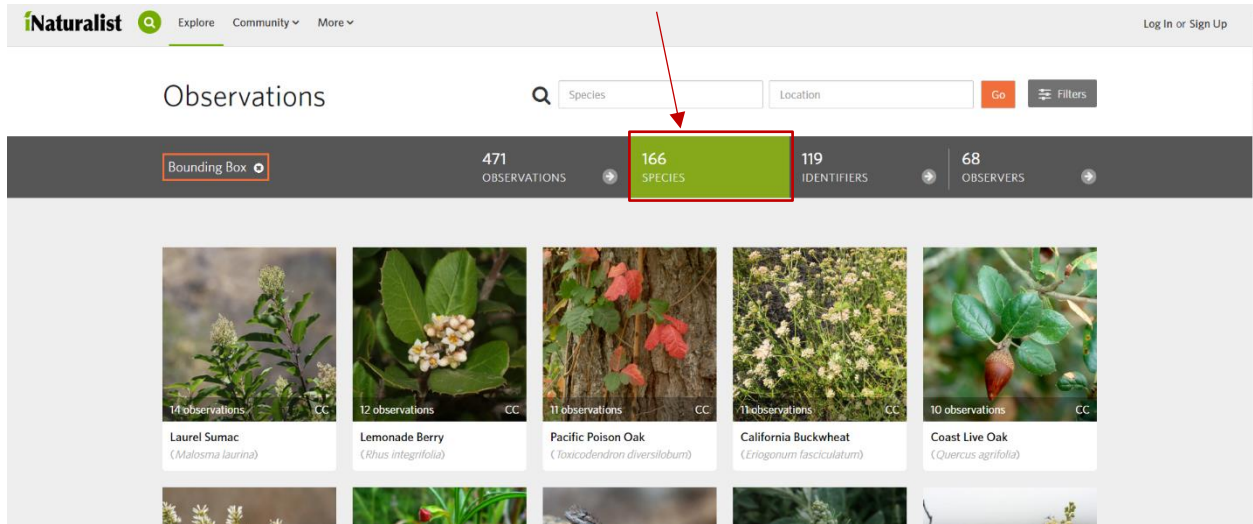 iNaturalist Explore Community More Log In or Sign Up
Observations Species Location Go Filters
Bounding Box
471
OBSERVATIONS
166
SPECIES
119
IDENTIFIERS
68
OBSERVERS
14 observations CC
Laurel Sumac
(Malosma laurina)
12 observations CC
Lemonade Berry
(Rhus integrifolia)
11 observations CC
Pacific Poison Oak
(Toxicodendron diversilobum)
11 observations CC
California Buckwheat
(Eriogonum fasciculatum)
10 observations CC
Coast Live Oak
(Quercus agrifolia)